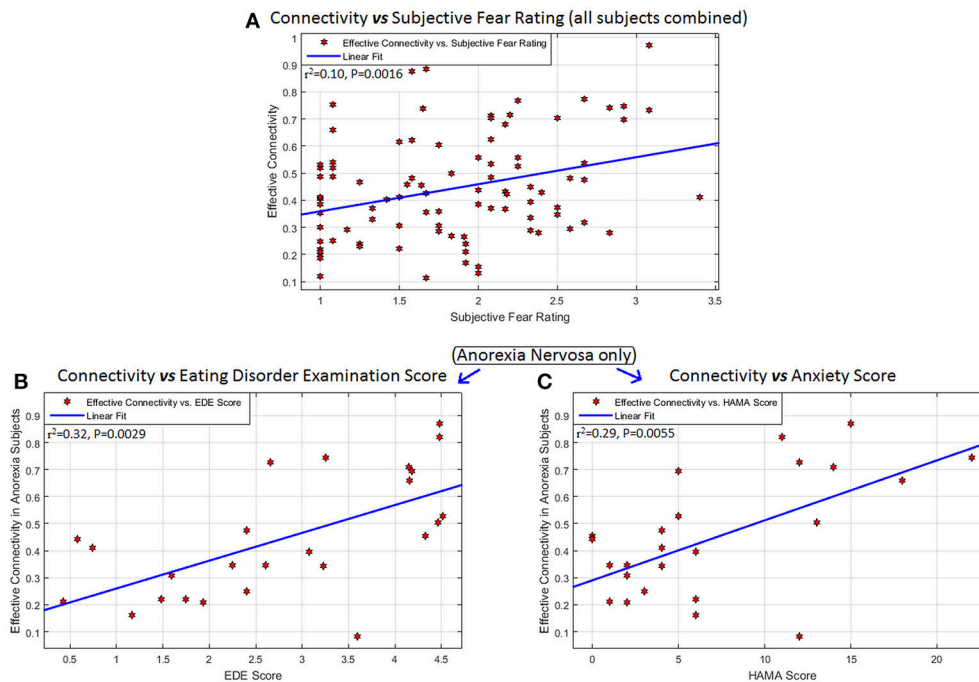 A Connectivity vs Subjective Fear Rating (all subjects combined)
Effective Connectivity vs. Subjective Fear Rating
Linear Fit
r²=0.10, P=0.0016
1
0.9
0.8
0.7
0.6
0.5
0.4
0.3
0.2
0.1
Effective Connectivity
1 1.5 2 2.5 3 3.5
Subjective Fear Rating
(Anorexia Nervosa only)
B Connectivity vs Eating Disorder Examination Score
Effective Connectivity vs. EDE Score
Linear Fit
r²=0.32, P=0.0029
0.9
0.8
0.7
0.6
0.5
0.4
0.3
0.2
0.1
Effective Connectivity in Anorexia Subjects
0.5 1 1.5 2 2.5 3 3.5 4 4.5
EDE Score
C Connectivity vs Anxiety Score
Effective Connectivity vs. HAMA Score
Linear Fit
r²=0.29, P=0.0055
0.9
0.8
0.7
0.6
0.5
0.4
0.3
0.2
0.1
Effective Connectivity in Anorexia Subjects
0 5 10 15 20
HAMA Score